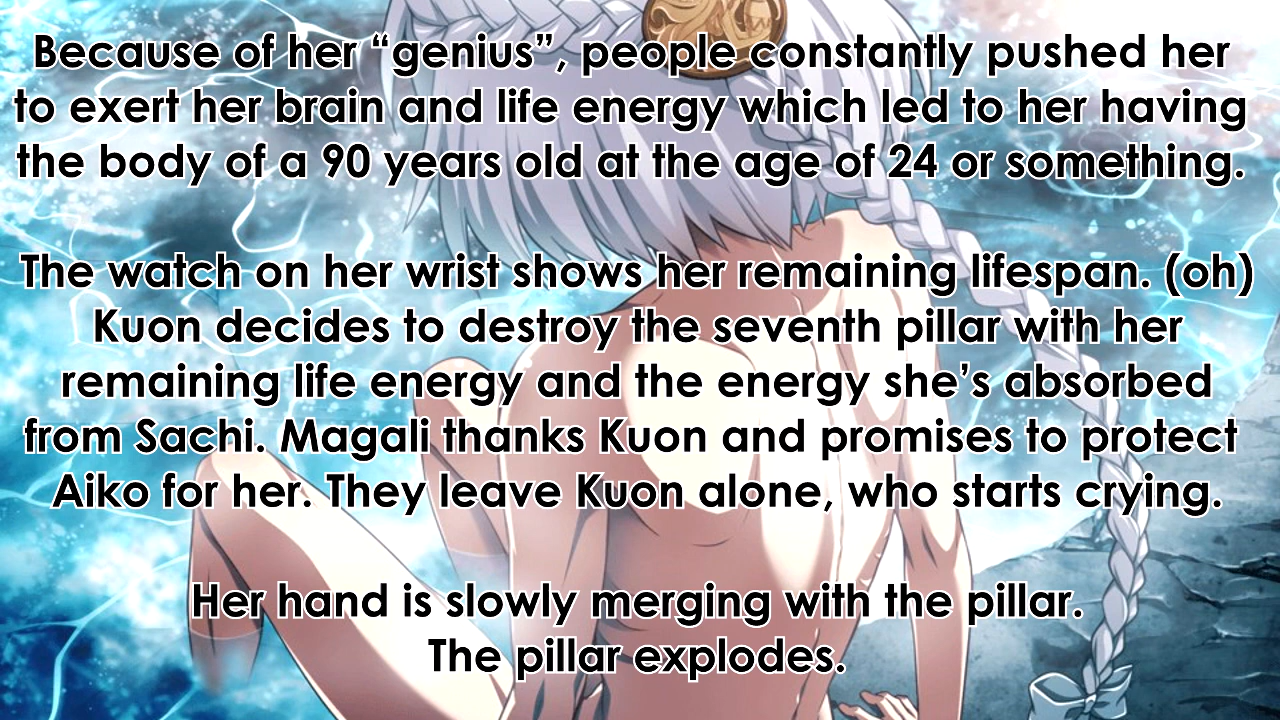 Because of her “genius”, people constantly pushed her
to exert her brain and life energy which led to her having
the body of a 90 years old at the age of 24 or something.
The watch on her wrist shows her remaining lifespan. (oh)
Kuon decides to destroy the seventh pillar with her
remaining life energy and the energy she’s absorbed
from Sachi. Magali thanks Kuon and promises to protect
Aiko for her. They leave Kuon alone, who starts crying.
Her hand is slowly merging with the pillar.
The pillar explodes.